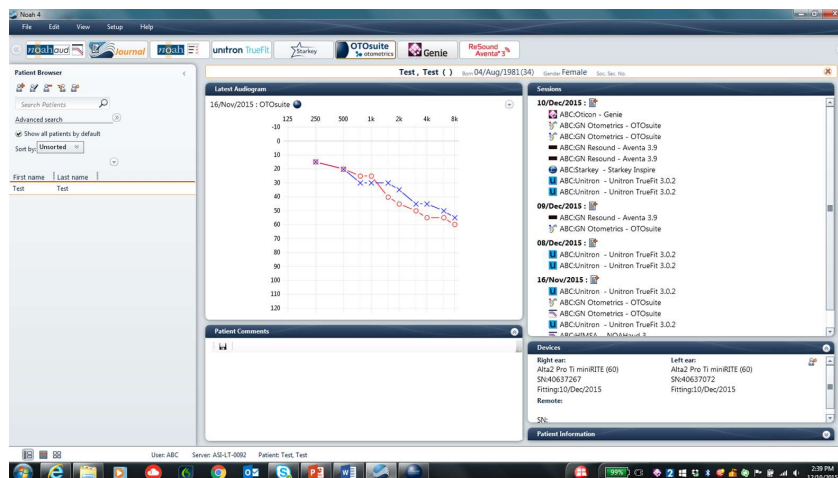 Noah 4
File Edit View Setup Help
noah aud Journal noah unitron TrueFit Starkey OTOsuite otometrics Genie ReSound Aventa 3
Patient Browser
Search Patients
Advanced search
Show all patients by default
Sort by: Unsorted
First name Last name
Test Test
Test , Test ( ) Born 04/Aug/1981(34) Gender Female Soc. Sec. No.
Latest Audiogram
16/Nov/2015 : OTOsuite
125 250 500 1k 2k 4k 8k
-10
0
10
20
30
40
50
60
70
80
90
100
110
120
Patient Comments
Sessions
10/Dec/2015 :
ABC:Oticon - Genie
ABC:GN Otometrics - OTOsuite
ABC:GN Otometrics - OTOsuite
ABC:GN Resound - Aventa 3.9
ABC:GN Resound - Aventa 3.9
ABC:Starkey - Starkey Inspire
ABC:Unitron - Unitron TrueFit 3.0.2
ABC:Unitron - Unitron TrueFit 3.0.2
09/Dec/2015 :
ABC:GN Resound - Aventa 3.9
ABC:GN Otometrics - OTOsuite
08/Dec/2015 :
ABC:Unitron - Unitron TrueFit 3.0.2
ABC:Unitron - Unitron TrueFit 3.0.2
16/Nov/2015 :
ABC:Unitron - Unitron TrueFit 3.0.2
ABC:GN Otometrics - OTOsuite
ABC:GN Otometrics - OTOsuite
ABC:Unitron - Unitron TrueFit 3.0.2
ABC:HIMSA - NOAHaud 3
Devices
Right ear: Left ear:
Alta2 Pro Ti miniRITE (60) Alta2 Pro Ti miniRITE (60)
SN:40637267 SN:40637072
Fitting:10/Dec/2015 Fitting:10/Dec/2015
Remote:
SN:
Patient Information
User: ABC Server: ASI-LT-0092 Patient: Test, Test
99%
2:39 PM
12/10/2015